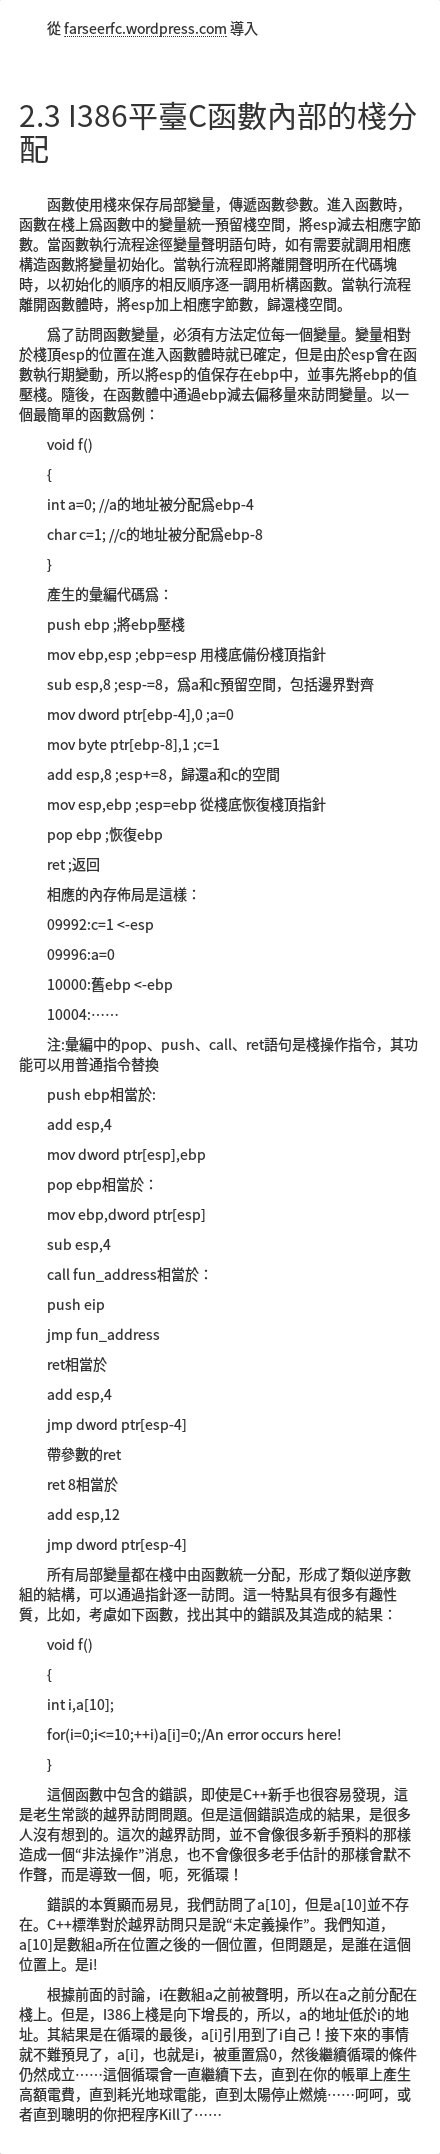 從 farseerfc.wordpress.com 導入
2.3 I386平臺C函數內部的棧分
配
函數使用棧來保存局部變量，傳遞函數參數。進入函數時，
函數在棧上爲函數中的變量統一預留棧空間，將esp減去相應字節
數。當函數執行流程途徑變量聲明語句時，如有需要就調用相應
構造函數將變量初始化。當執行流程即將離開聲明所在代碼塊
時，以初始化的順序的相反順序逐一調用析構函數。當執行流程
離開函數體時，將esp加上相應字節數，歸還棧空間。
爲了訪問函數變量，必須有方法定位每一個變量。變量相對
於棧頂esp的位置在進入函數體時就已確定，但是由於esp會在函
數執行期變動，所以將esp的值保存在ebp中，並事先將ebp的值
壓棧。隨後，在函數體中通過ebp減去偏移量來訪問變量。以一
個最簡單的函數爲例：
void f()
{
int a=0; //a的地址被分配爲ebp-4
char c=1; //c的地址被分配爲ebp-8
}
產生的彙編代碼爲：
push ebp ;將ebp壓棧
mov ebp,esp ;ebp=esp 用棧底備份棧頂指針
sub esp,8 ;esp-=8，爲a和c預留空間，包括邊界對齊
mov dword ptr[ebp-4],0 ;a=0
mov byte ptr[ebp-8],1 ;c=1
add esp,8 ;esp+=8，歸還a和c的空間
mov esp,ebp ;esp=ebp 從棧底恢復棧頂指針
pop ebp ;恢復ebp
ret ;返回
相應的內存佈局是這樣：
09992:c=1 <-esp
09996:a=0
10000:舊ebp <-ebp
10004:……
注:彙編中的pop、push、call、ret語句是棧操作指令，其功
能可以用普通指令替換
push ebp相當於:
add esp,4
mov dword ptr[esp],ebp
pop ebp相當於：
mov ebp,dword ptr[esp]
sub esp,4
call fun_address相當於：
push eip
jmp fun_address
ret相當於
add esp,4
jmp dword ptr[esp-4]
帶參數的ret
ret 8相當於
add esp,12
jmp dword ptr[esp-4]
所有局部變量都在棧中由函數統一分配，形成了類似逆序數
組的結構，可以通過指針逐一訪問。這一特點具有很多有趣性
質，比如，考慮如下函數，找出其中的錯誤及其造成的結果：
void f()
{
int i,a[10];
for(i=0;i<=10;++i)a[i]=0;/An error occurs here!
}
這個函數中包含的錯誤，即使是C++新手也很容易發現，這
是老生常談的越界訪問問題。但是這個錯誤造成的結果，是很多
人沒有想到的。這次的越界訪問，並不會像很多新手預料的那樣
造成一個“非法操作”消息，也不會像很多老手估計的那樣會默不
作聲，而是導致一個，呃，死循環！
錯誤的本質顯而易見，我們訪問了a[10]，但是a[10]並不存
在。C++標準對於越界訪問只是說“未定義操作”。我們知道，
a[10]是數組a所在位置之後的一個位置，但問題是，是誰在這個
位置上。是i!
根據前面的討論，i在數組a之前被聲明，所以在a之前分配在
棧上。但是，I386上棧是向下增長的，所以，a的地址低於i的地
址。其結果是在循環的最後，a[i]引用到了i自己！接下來的事情
就不難預見了，a[i]，也就是i，被重置爲0，然後繼續循環的條件
仍然成立……這個循環會一直繼續下去，直到在你的帳單上產生
高額電費，直到耗光地球電能，直到太陽停止燃燒……呵呵，或
者直到聰明的你把程序Kill了……